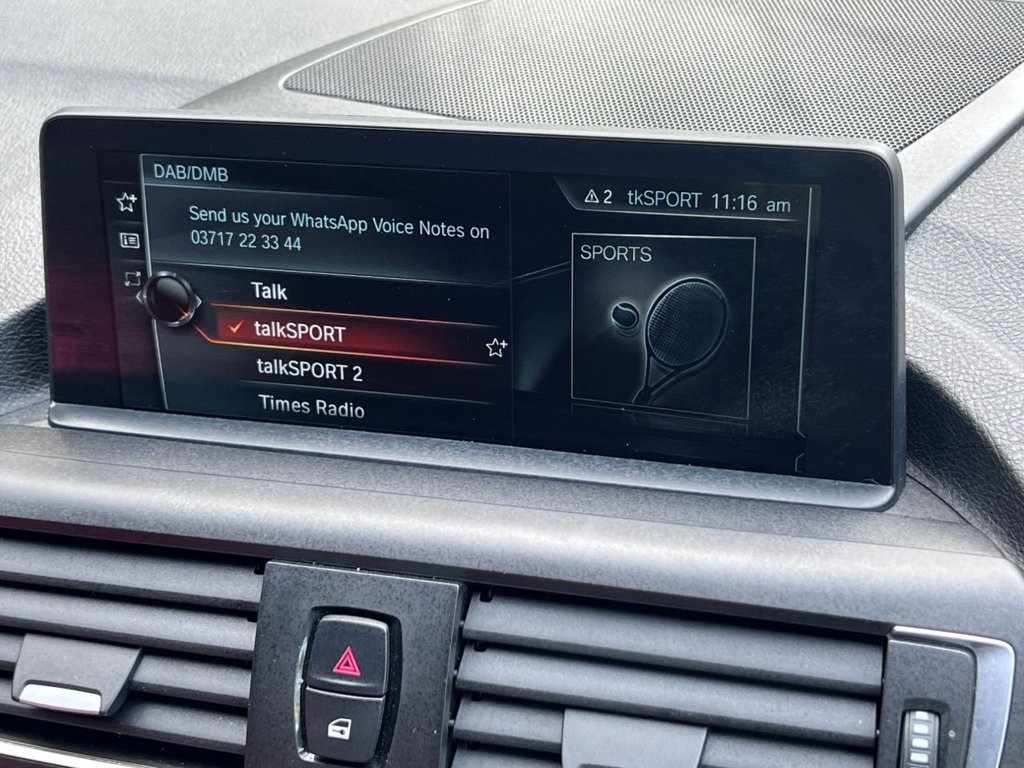 DAB/DMB
2 tkSPORT 11:16 am
Send us your WhatsApp Voice Notes on
03717 22 33 44
SPORTS
Talk
talkSPORT
talkSPORT 2
Times Radio